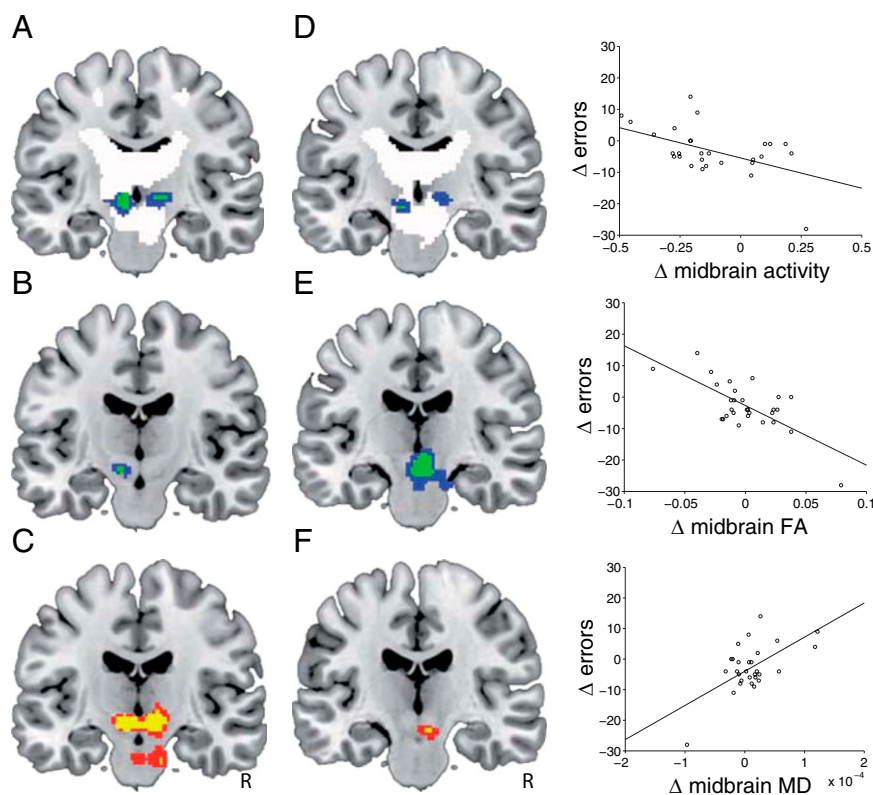 A
D
30
20
10
0
−10
−20
−30
Δ errors
−0.5
−0.25
0
0.25
0.5
Δ midbrain activity
B
E
30
20
10
0
−10
−20
−30
Δ errors
−0.1
−0.05
0
0.05
0.1
Δ midbrain FA
C
F
30
20
10
0
−10
−20
−30
Δ errors
−2
−1
0
1
2
Δ midbrain MD
x 10⁻⁴
R
R